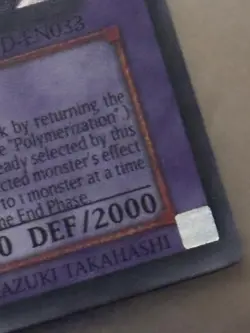 D-EN033
k by returning the
e "Polymerization".)
eady selected by this
ected monster's effect
to 1 monster at a time
he End Phase.
0 DEF/2000
AZUKI TAKAHASHI